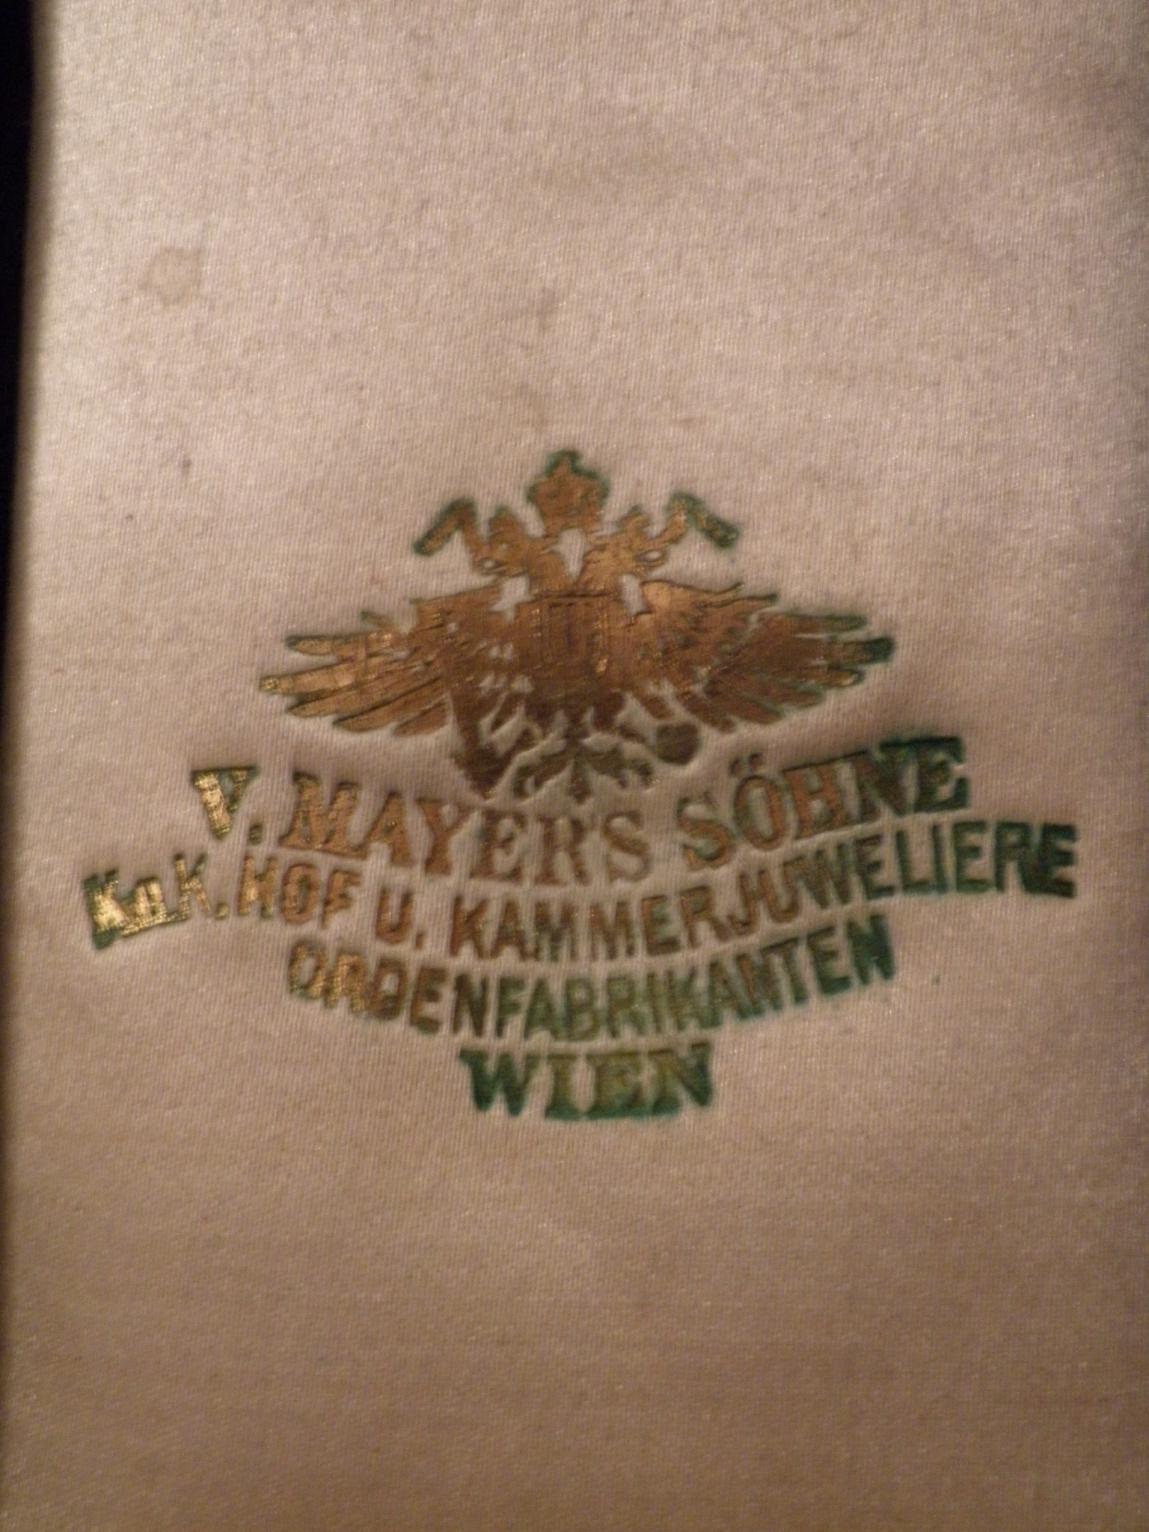 V. MAYER'S SÖHNE
K.u.K. HOF U. KAMMERJUWELIERE
ORDENFABRIKANTEN
WIEN